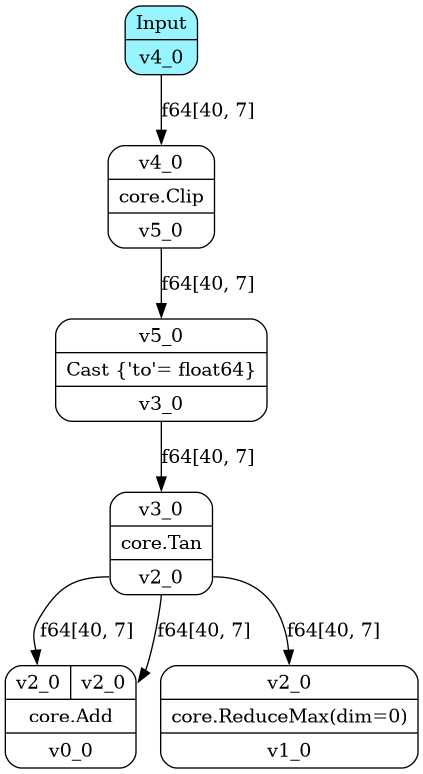 Input
v4_0
f64[40, 7]
v4_0
core.Clip
v5_0
f64[40, 7]
v5_0
Cast {'to'= float64}
v3_0
f64[40, 7]
v3_0
core.Tan
v2_0
f64[40, 7] f64[40, 7] f64[40, 7]
v2_0 v2_0
core.Add
v0_0
v2_0
core.ReduceMax(dim=0)
v1_0